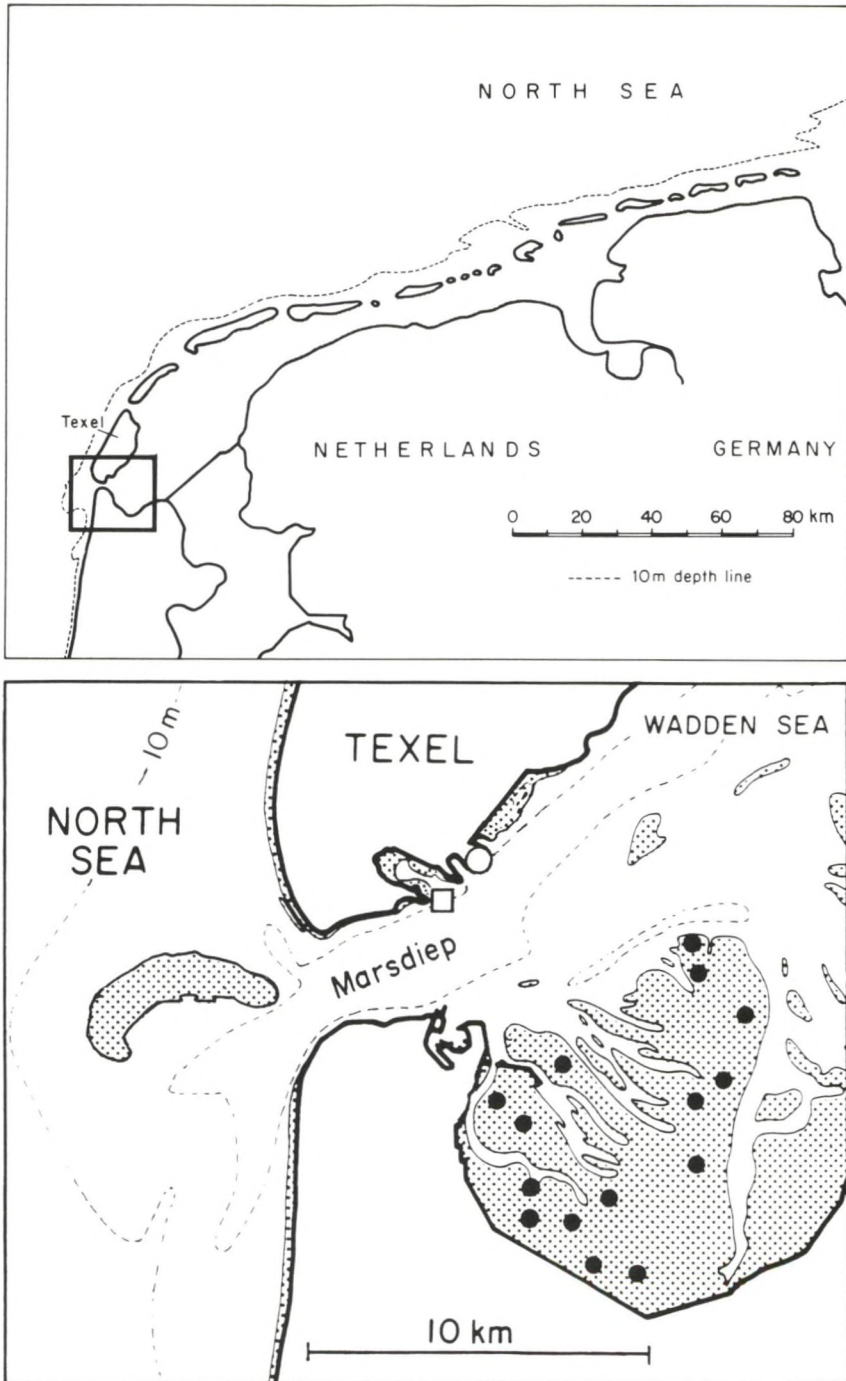 NORTH SEA
Texel
NETHERLANDS GERMANY
0 20 40 60 80 km
10m depth line
10m
TEXEL
WADDEN SEA
NORTH
SEA
Marsdiep
10 km